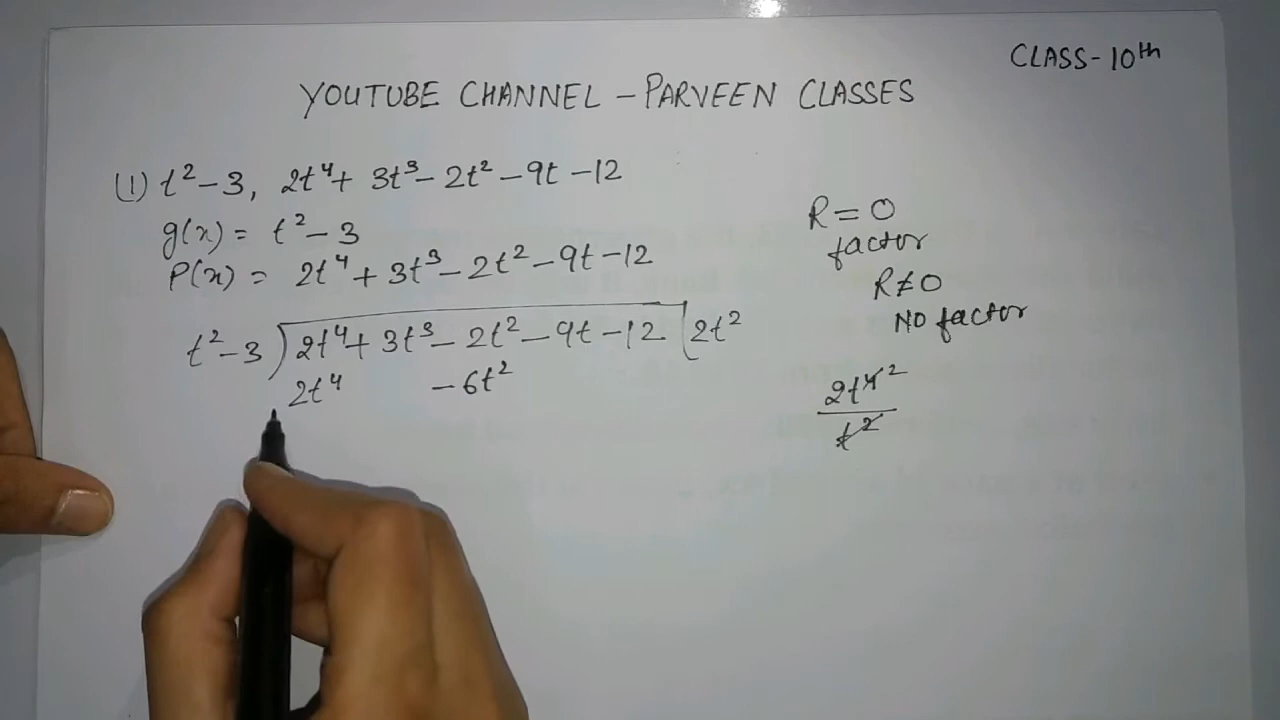 CLASS-10th
YOUTUBE CHANNEL – PARVEEN CLASSES
(1) t² – 3, 2t⁴ + 3t³ – 2t² – 9t – 12
g(x) = t² – 3
P(x) = 2t⁴ + 3t³ – 2t² – 9t – 12
t² – 3 ) 2t⁴ + 3t³ – 2t² – 9t – 12 ( 2t²
2t⁴ – 6t²
R = 0
factor
R ≠ 0
NO factor
2t⁴ ²
t²